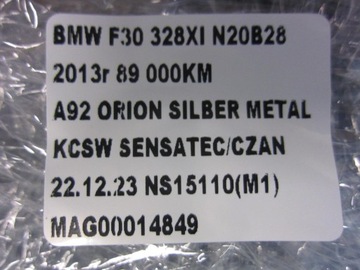 BMW F30 328XI N20B28
2013r 89 000KM
A92 ORION SILBER METAL
KCSW SENSATEC/CZAN
22.12.23 NS15110(M1)
MAG00014849